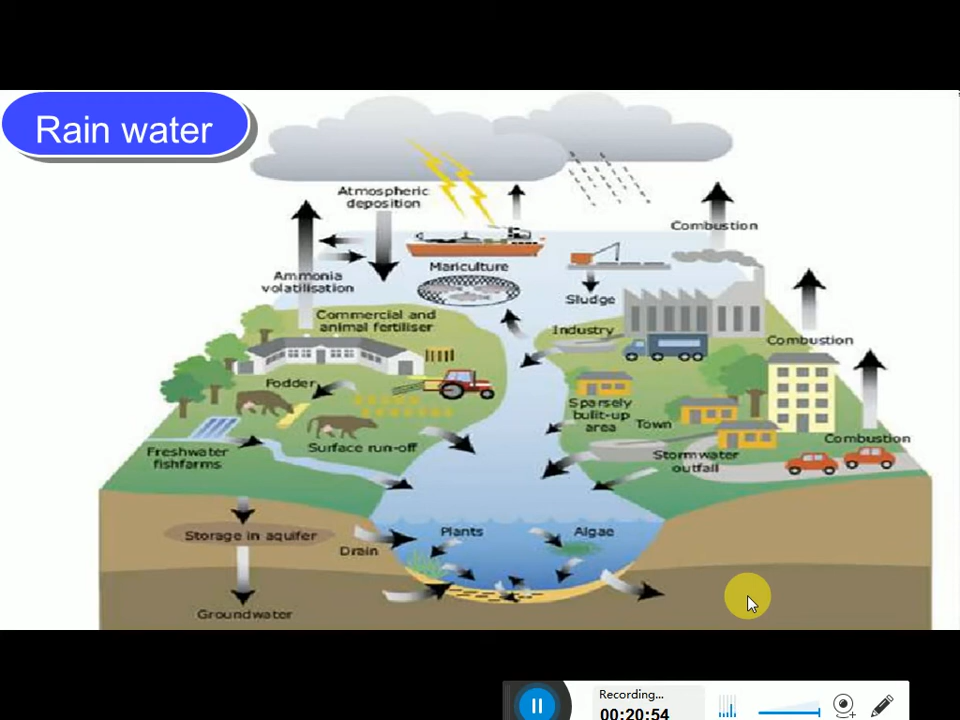 Rain water
Atmospheric
deposition
Combustion
Mariculture
Ammonia
volatilisation
Sludge
Commercial and
animal fertiliser
Industry
Combustion
Fodder
Sparsely
bulit-up
area
Town
Combustion
Freshwater
fishfarms
Surface run-off
Stormwater
outfall
Storage in aquifer
Drain
Plants
Algae
Groundwater
Recording...
00:20:54